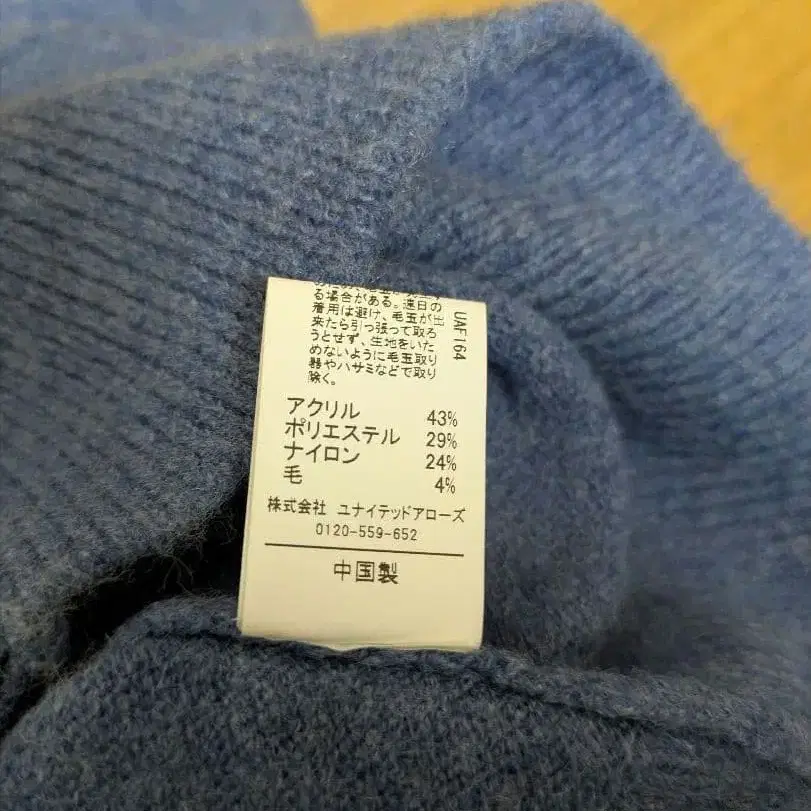 る場合がある。連日の
着用は避け、毛玉が出
来たら引っ張って取ろ
うとせず、生地をいた
めないように毛玉取り
器やハサミなどで取り
除く。
UAF164
アクリル 43%
ポリエステル 29%
ナイロン 24%
毛 4%
株式会社 ユナイテッドアローズ
0120-559-652
中国製